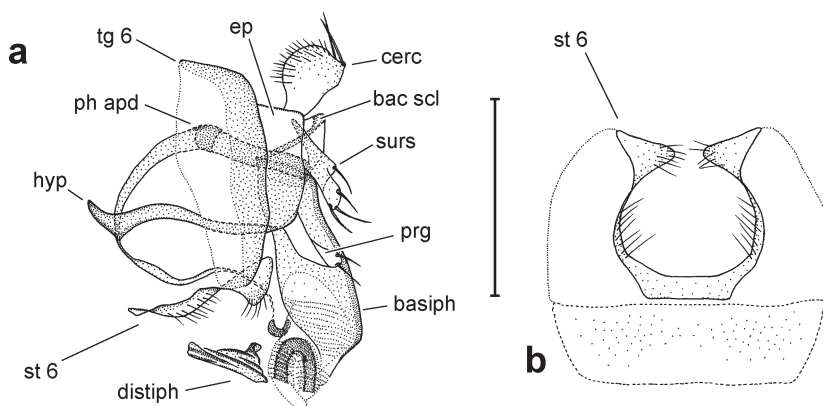 a
tg 6
ep
cerc
ph apd
bac scl
surs
hyp
prg
basiph
st 6
distiph
st 6
b